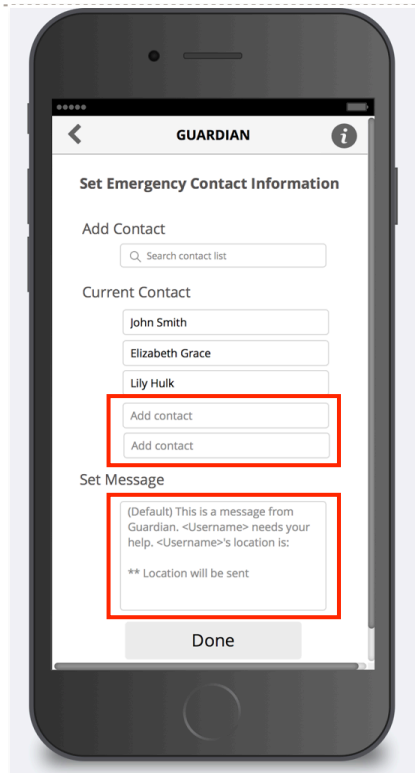 GUARDIAN
i
Set Emergency Contact Information
Add Contact
Search contact list
Current Contact
John Smith
Elizabeth Grace
Lily Hulk
Add contact
Add contact
Set Message
(Default) This is a message from
Guardian. <Username> needs your
help. <Username>'s location is:
** Location will be sent
Done